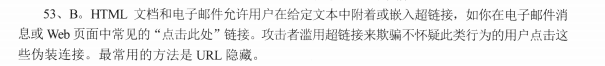 53、B。HTML 文档和电子邮件允许用户在给定文本中附着或嵌入超链接，如你在电子邮件消
息或 Web 页面中常见的“点击此处”链接。攻击者滥用超链接来欺骗不怀疑此类行为的用户点击这
些伪装连接。最常用的方法是 URL 隐藏。